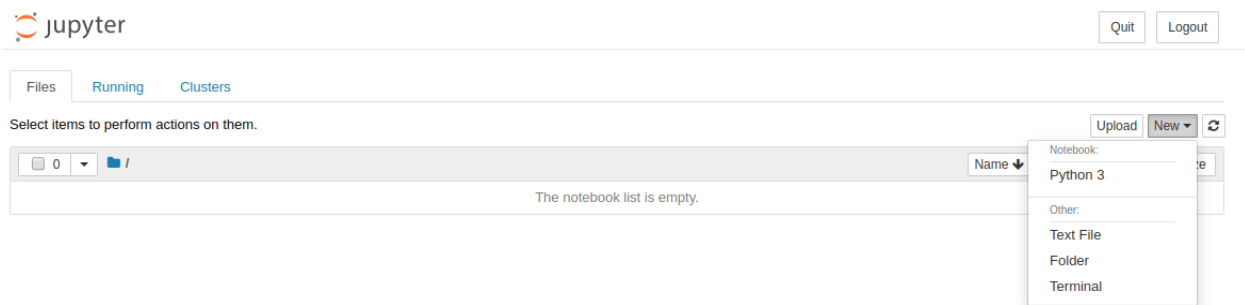 jupyter
Quit Logout
Files Running Clusters
Select items to perform actions on them.
Upload New
0 / Name
Notebook:
Python 3
The notebook list is empty.
Other:
Text File
Folder
Terminal